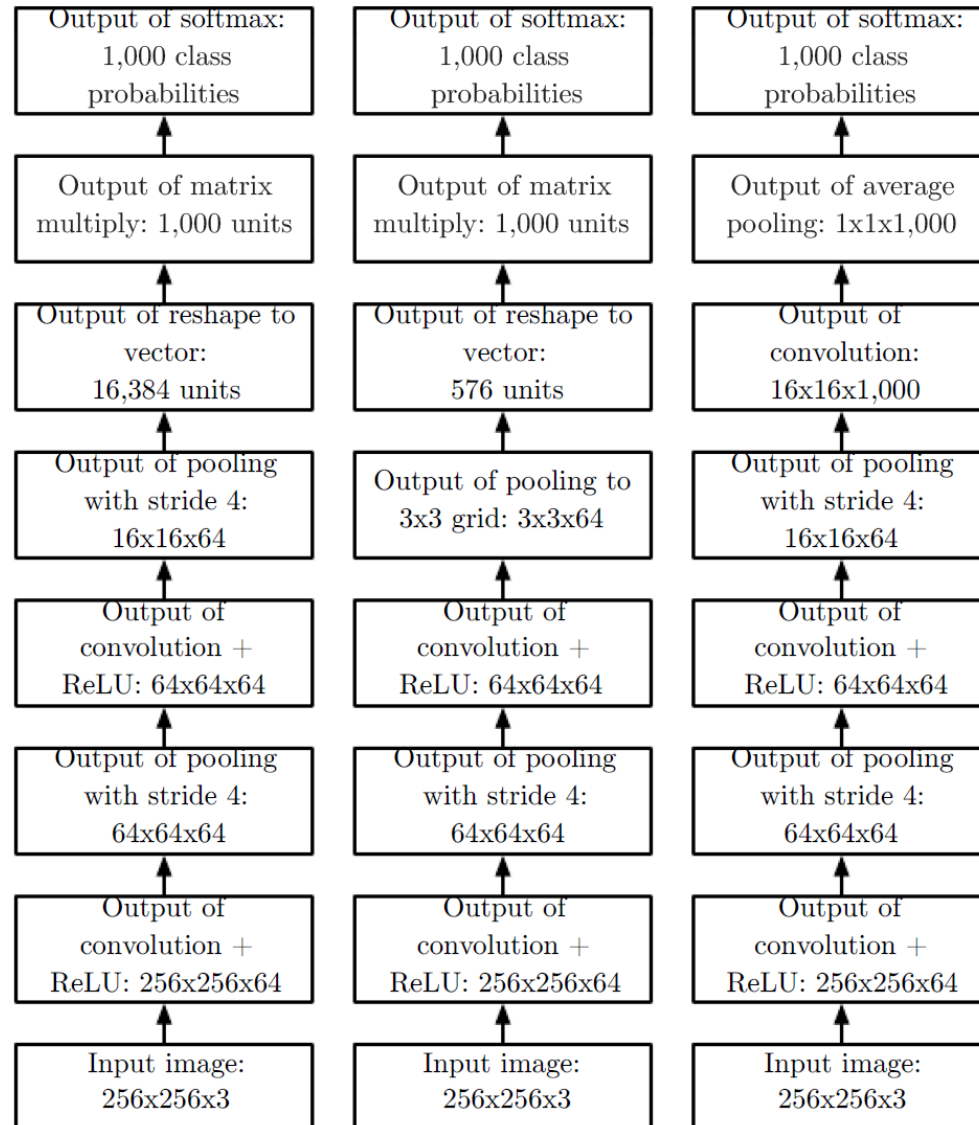 Output of softmax:
1,000 class
probabilities
Output of matrix
multiply: 1,000 units
Output of reshape to
vector:
16,384 units
Output of pooling
with stride 4:
16x16x64
Output of
convolution +
ReLU: 64x64x64
Output of pooling
with stride 4:
64x64x64
Output of
convolution +
ReLU: 256x256x64
Input image:
256x256x3
Output of softmax:
1,000 class
probabilities
Output of matrix
multiply: 1,000 units
Output of reshape to
vector:
576 units
Output of pooling to
3x3 grid: 3x3x64
Output of
convolution +
ReLU: 64x64x64
Output of pooling
with stride 4:
64x64x64
Output of
convolution +
ReLU: 256x256x64
Input image:
256x256x3
Output of softmax:
1,000 class
probabilities
Output of average
pooling: 1x1x1,000
Output of
convolution:
16x16x1,000
Output of pooling
with stride 4:
16x16x64
Output of
convolution +
ReLU: 64x64x64
Output of pooling
with stride 4:
64x64x64
Output of
convolution +
ReLU: 256x256x64
Input image:
256x256x3